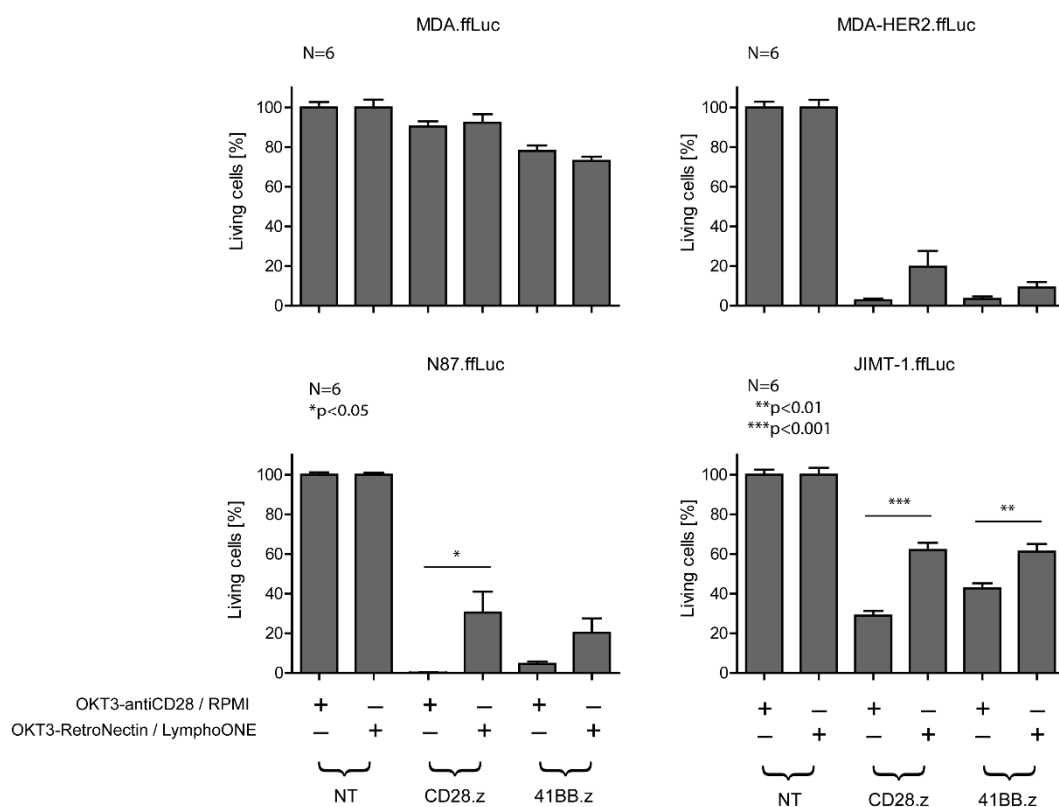 MDA.ffLuc
N=6
Living cells [%]
100
80
60
40
20
0
MDA-HER2.ffLuc
N=6
Living cells [%]
100
80
60
40
20
0
N87.ffLuc
N=6
*p<0.05
Living cells [%]
100
80
60
40
20
0
*
JIMT-1.ffLuc
N=6
**p<0.01
***p<0.001
Living cells [%]
100
80
60
40
20
0
***
**
OKT3-antiCD28 / RPMI + – + – + – + – + – + –
OKT3-RetroNectin / LymphoONE – + – + – + – + – + – +
NT CD28.z 41BB.z NT CD28.z 41BB.z